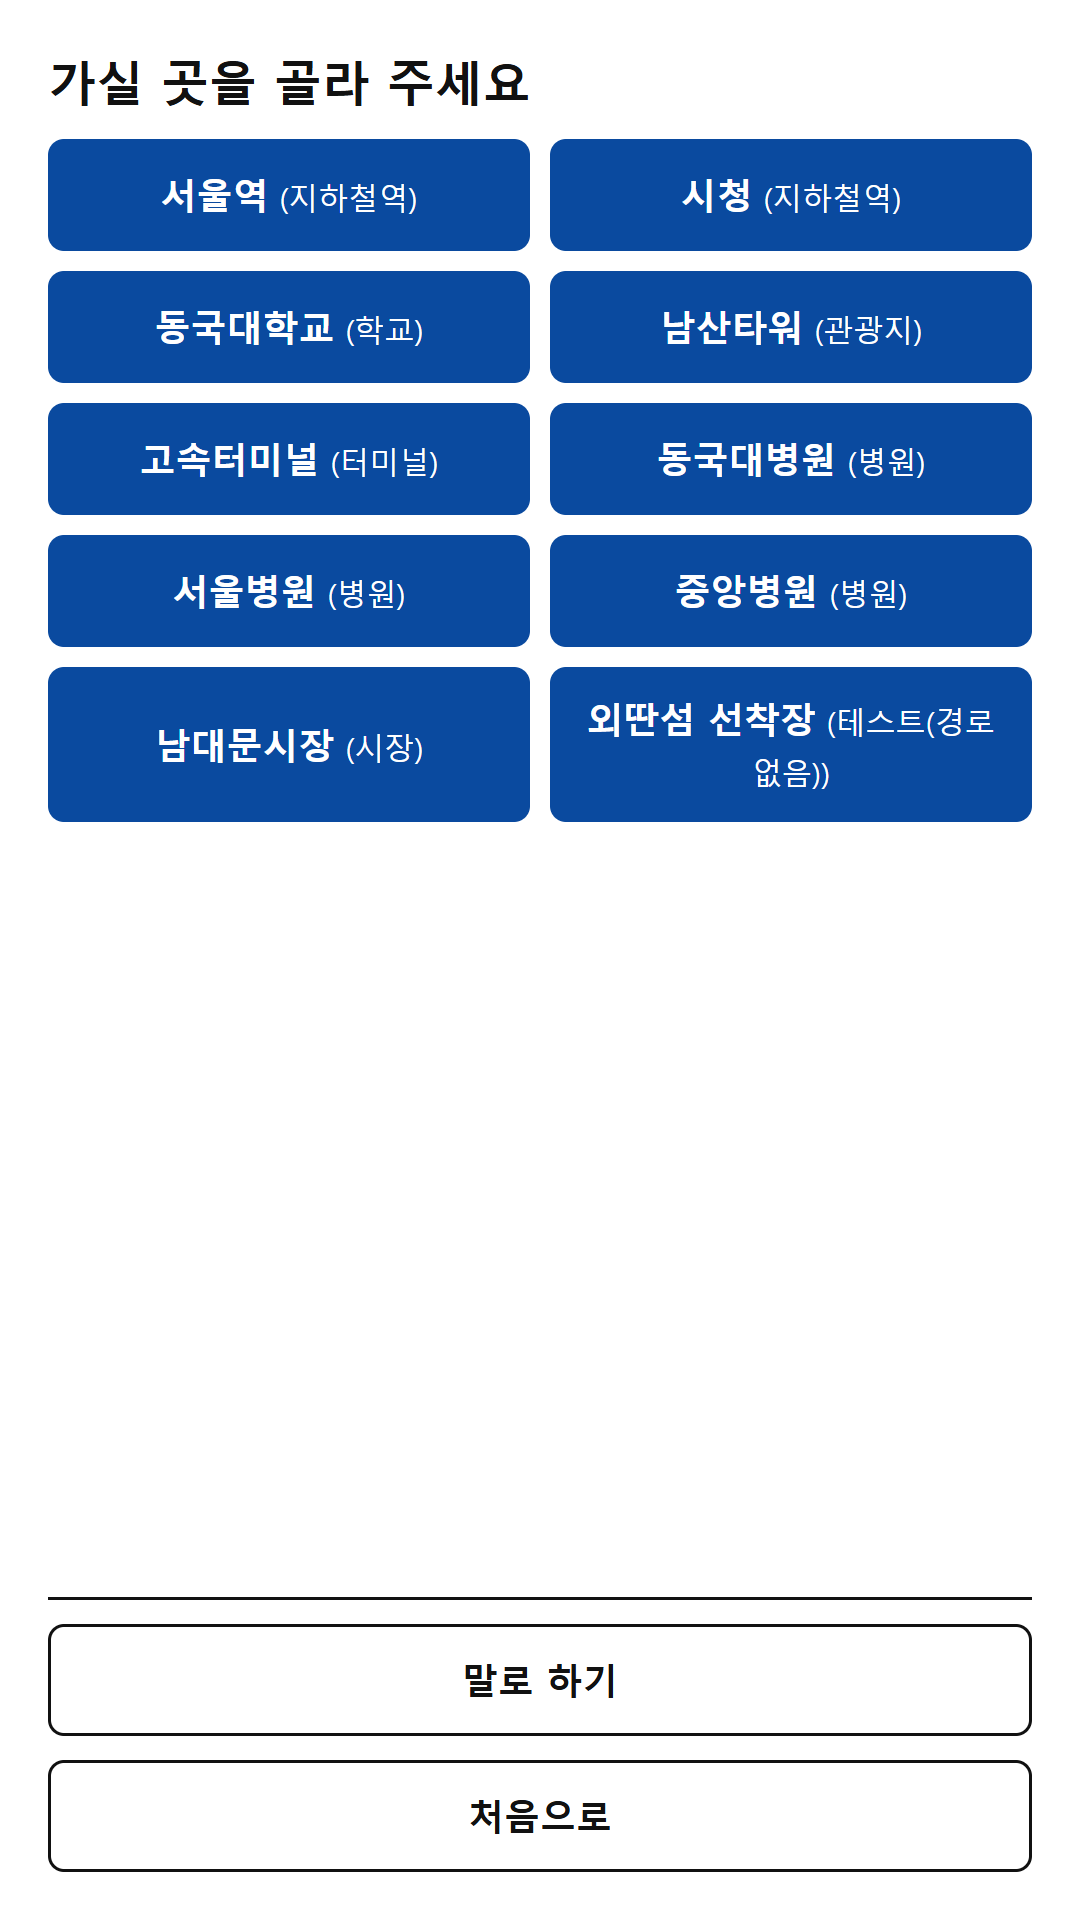 가실 곳을 골라 주세요
서울역 (지하철역)
시청 (지하철역)
동국대학교 (학교)
남산타워 (관광지)
고속터미널 (터미널)
동국대병원 (병원)
서울병원 (병원)
중앙병원 (병원)
남대문시장 (시장)
외딴섬 선착장 (테스트(경로
없음))
말로 하기
처음으로